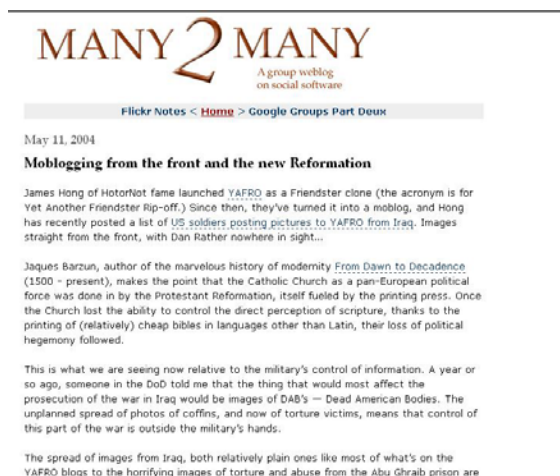 MANY 2 MANY
A group weblog
on social software
Flickr Notes < Home > Google Groups Part Deux
May 11, 2004
Moblogging from the front and the new Reformation
James Hong of HotorNot fame launched YAFRO as a Friendster clone (the acronym is for
Yet Another Friendster Rip-off.) Since then, they've turned it into a moblog, and Hong
has recently posted a list of US soldiers posting pictures to YAFRO from Iraq. Images
straight from the front, with Dan Rather nowhere in sight...
Jaques Barzun, author of the marvelous history of modernity From Dawn to Decadence
(1500 - present), makes the point that the Catholic Church as a pan-European political
force was done in by the Protestant Reformation, itself fueled by the printing press. Once
the Church lost the ability to control the direct perception of scripture, thanks to the
printing of (relatively) cheap bibles in languages other than Latin, their loss of political
hegemony followed.
This is what we are seeing now relative to the military's control of information. A year or
so ago, someone in the DoD told me that the thing that would most affect the
prosecution of the war in Iraq would be images of DAB's — Dead American Bodies. The
unplanned spread of photos of coffins, and now of torture victims, means that control of
this part of the war is outside the military's hands.
The spread of images from Iraq, both relatively plain ones like most of what's on the
YAFRO blogs to the horrifying images of torture and abuse from the Abu Ghraib prison are